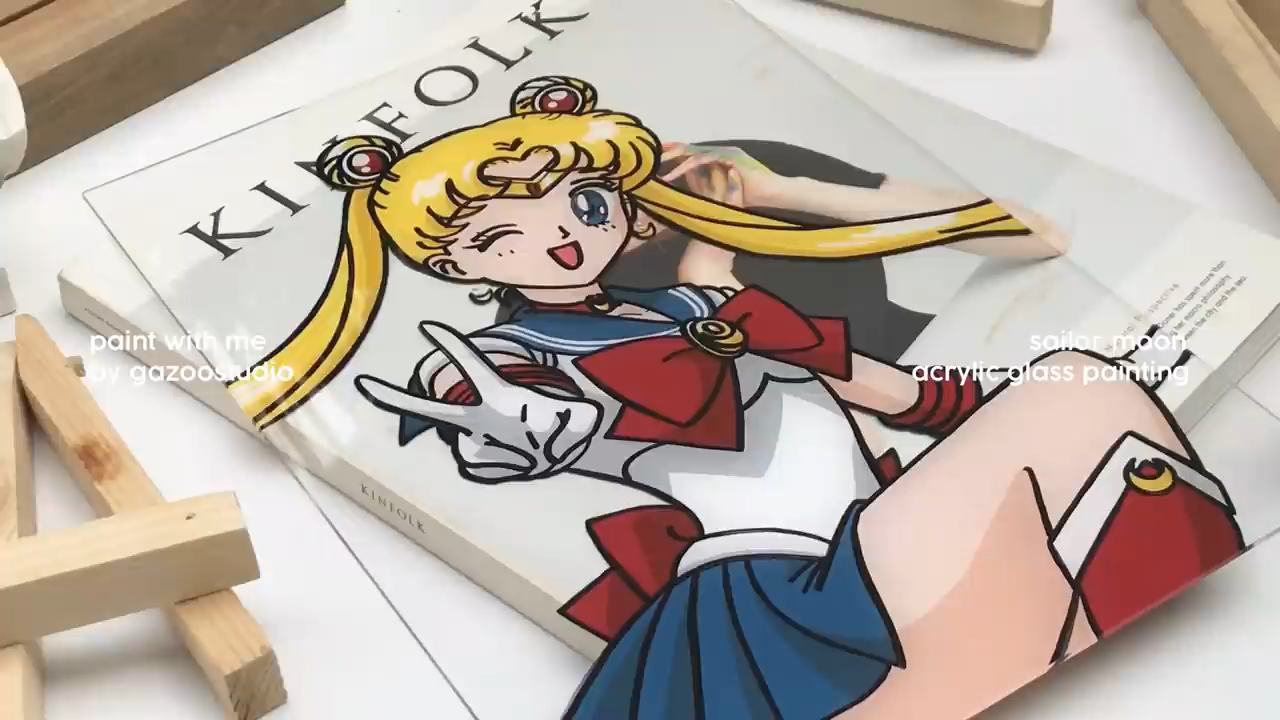 KINFOLK
paint with me
by gazoostudio
sailor moon
acrylic glass painting
KINFOLK